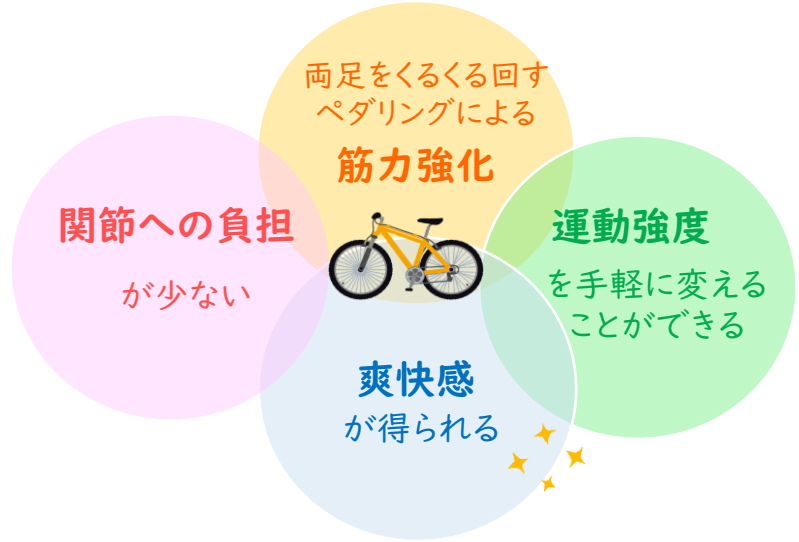 両足をくるくる回す
ペダリングによる
筋力強化
関節への負担
が少ない
運動強度
を手軽に変える
ことができる
爽快感
が得られる